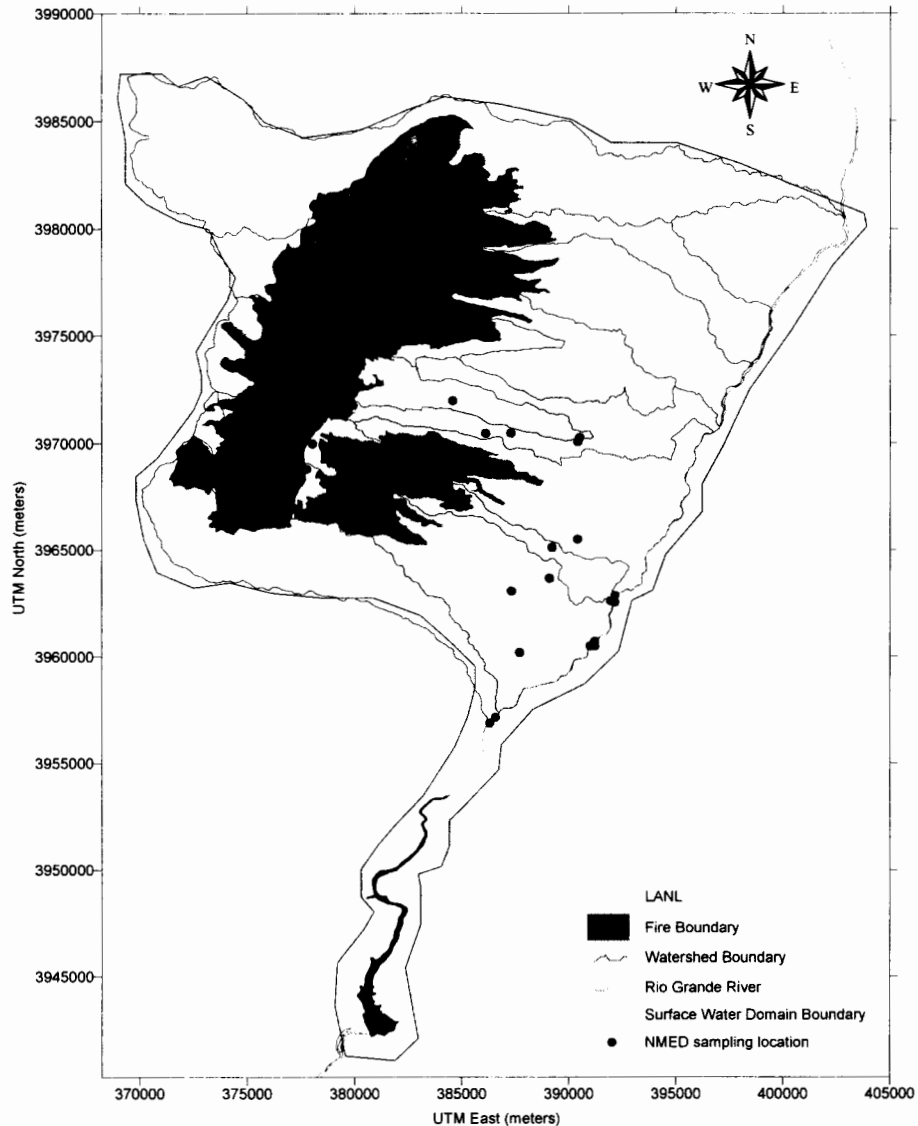 3990000
3985000
3980000
3975000
3970000
3965000
3960000
3955000
3950000
3945000
UTM North (meters)
N
W
E
S
LANL
Fire Boundary
Watershed Boundary
Rio Grande River
Surface Water Domain Boundary
NMED sampling location
370000 375000 380000 385000 390000 395000 400000 405000
UTM East (meters)